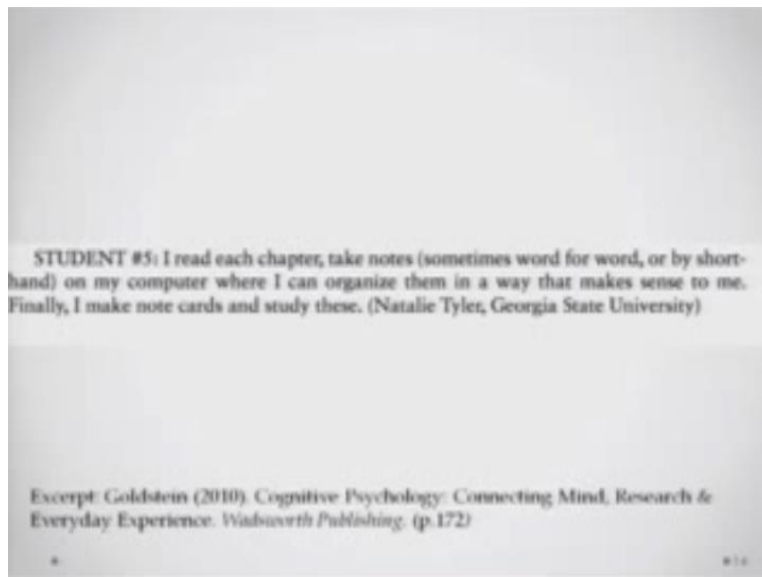 STUDENT #5: I read each chapter, take notes (sometimes word for word, or by short-
hand) on my computer where I can organize them in a way that makes sense to me.
Finally, I make note cards and study these. (Natalie Tyler, Georgia State University)
Excerpt: Goldstein (2010). Cognitive Psychology: Connecting Mind, Research &
Everyday Experience. Wadsworth Publishing. (p.172)